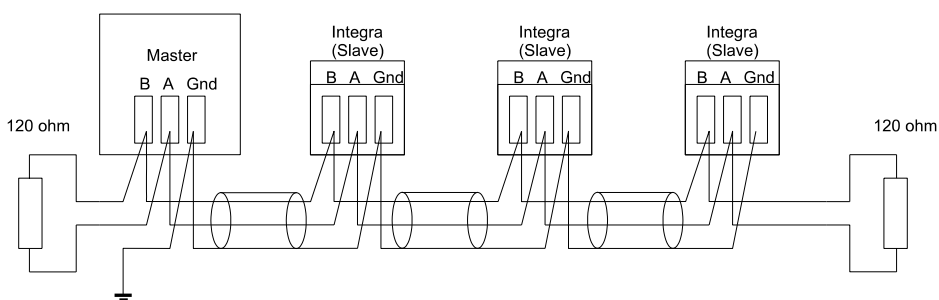 Master
B A Gnd
Integra
(Slave)
B A Gnd
Integra
(Slave)
B A Gnd
Integra
(Slave)
B A Gnd
120 ohm
120 ohm